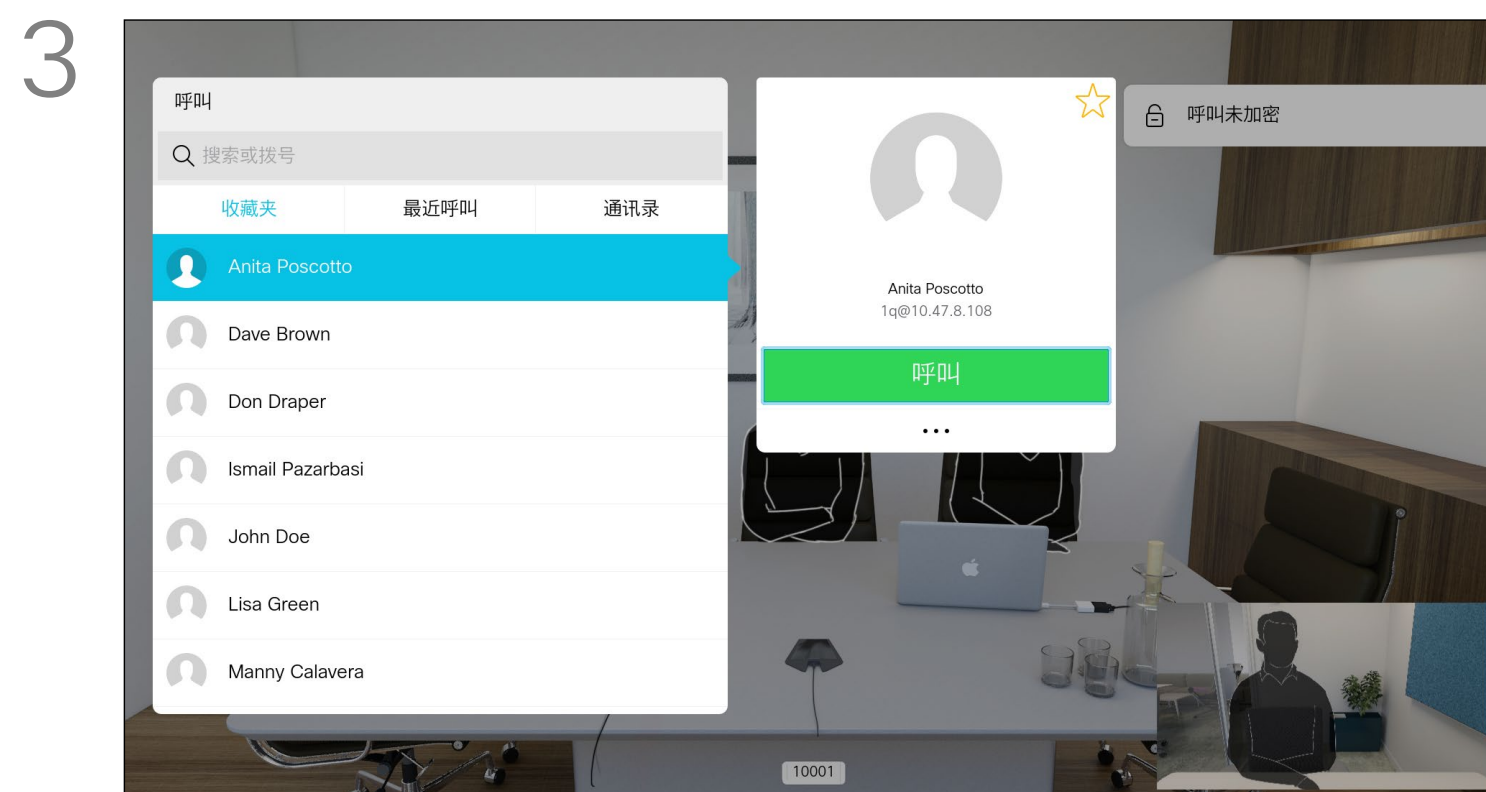 3
呼叫
搜索或拨号
收藏夹 最近呼叫 通讯录
Anita Poscotto
Dave Brown
Don Draper
Ismail Pazarbasi
John Doe
Lisa Green
Manny Calavera
Anita Poscotto
1q@10.47.8.108
呼叫
...
呼叫未加密
10001